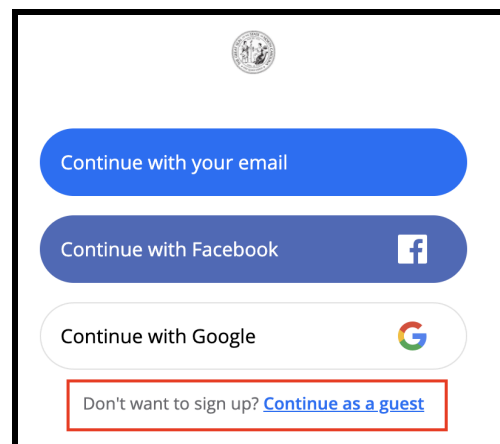 Continue with your email
Continue with Facebook
Continue with Google
Don't want to sign up? Continue as a guest